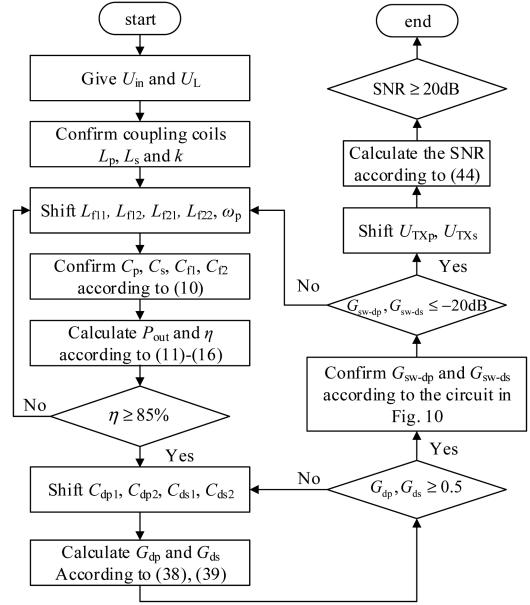 start
Give Uin and UL
Confirm coupling coils
Lp, Ls and k
Shift Lf11, Lf12, Lf21, Lf22, ωp
Confirm Cp, Cs, Cf1, Cf2
according to (10)
Calculate Pout and η
according to (11)-(16)
No
η ≥ 85%
Yes
Shift Cdp1, Cdp2, Cds1, Cds2
Calculate Gdp and Gds
According to (38), (39)
No
Gdp, Gds ≥ 0.5
Yes
Confirm Gsw-dp and Gsw-ds
according to the circuit in
Fig. 10
No
Gsw-dp, Gsw-ds ≤ −20dB
Yes
Shift UTXp, UTXs
Calculate the SNR
according to (44)
SNR ≥ 20dB
end